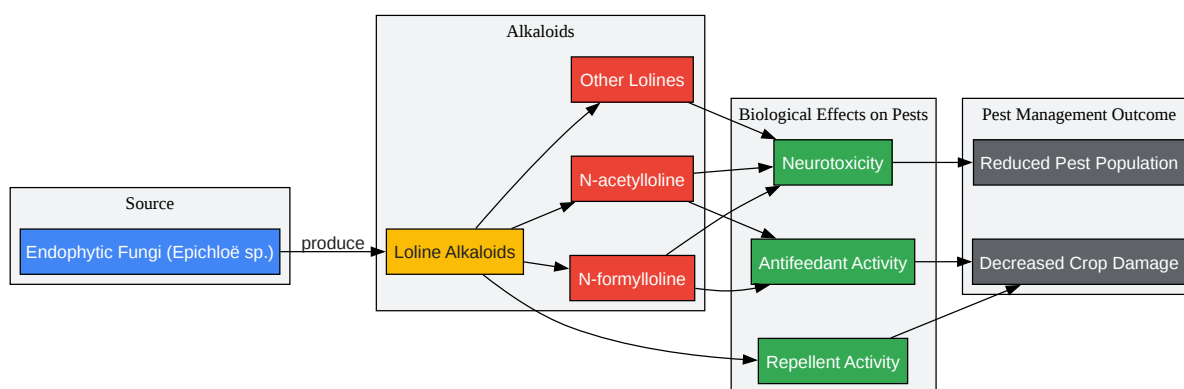 Source
Endophytic Fungi (Epichloë sp.)
produce
Alkaloids
Loline Alkaloids
Other Lolines
N-acetylloline
N-formylloline
Biological Effects on Pests
Neurotoxicity
Antifeedant Activity
Repellent Activity
Pest Management Outcome
Reduced Pest Population
Decreased Crop Damage